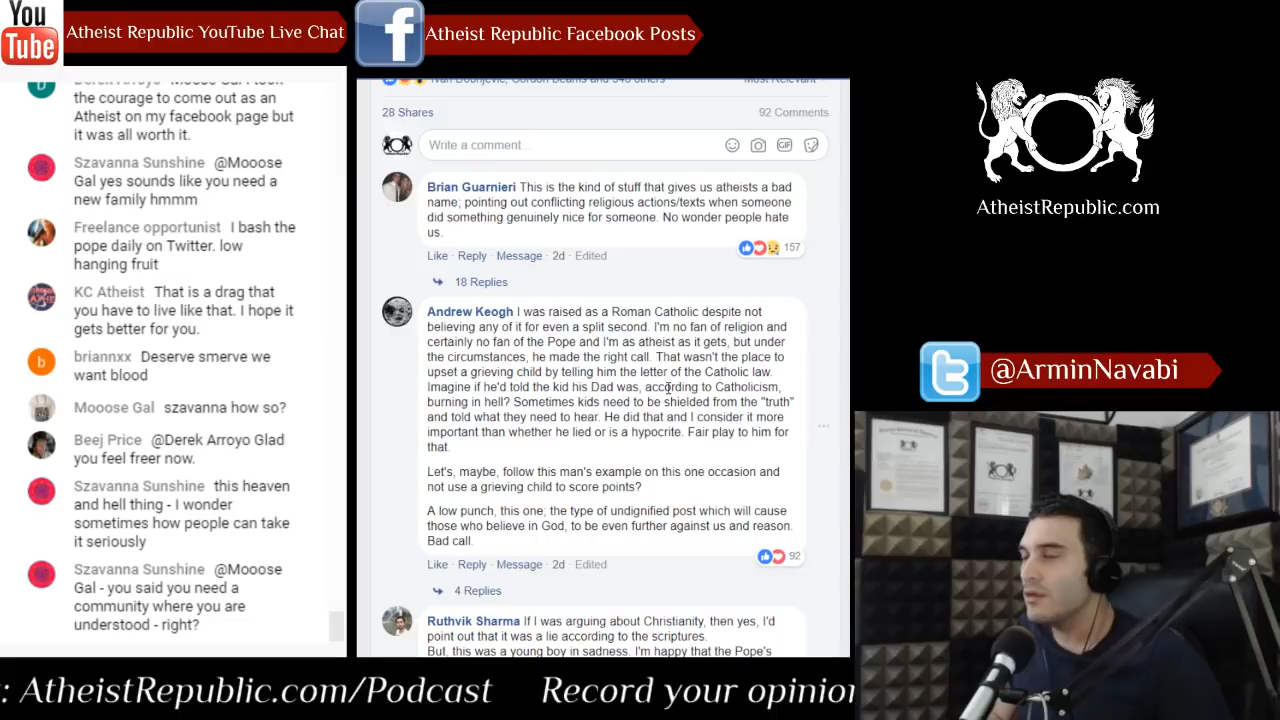 You
Tube
Atheist Republic YouTube Live Chat
Atheist Republic Facebook Posts
the courage to come out as an
Atheist on my facebook page but
it was all worth it.
Szavanna Sunshine @Mooose
Gal yes sounds like you need a
new family hmmm
Freelance opportunist I bash the
pope daily on Twitter. low
hanging fruit
KC Atheist That is a drag that
you have to live like that. I hope it
gets better for you.
b
briannxx Deserve smerve we
want blood
Mooose Gal szavanna how so?
Beej Price @Derek Arroyo Glad
you feel freer now.
Szavanna Sunshine this heaven
and hell thing - I wonder
sometimes how people can take
it seriously
Szavanna Sunshine @Mooose
Gal - you said you need a
community where you are
understood - right?
28 Shares
92 Comments
Write a comment...
GIF
Brian Guarnieri This is the kind of stuff that gives us atheists a bad
name; pointing out conflicting religious actions/texts when someone
did something genuinely nice for someone. No wonder people hate
us.
157
Like · Reply · Message · 2d · Edited
18 Replies
Andrew Keogh I was raised as a Roman Catholic despite not
believing any of it for even a split second. I'm no fan of religion and
certainly no fan of the Pope and I'm as atheist as it gets, but under
the circumstances, he made the right call. That wasn't the place to
upset a grieving child by telling him the letter of the Catholic law.
Imagine if he'd told the kid his Dad was, according to Catholicism,
burning in hell? Sometimes kids need to be shielded from the "truth"
and told what they need to hear. He did that and I consider it more
important than whether he lied or is a hypocrite. Fair play to him for
that.
Let's, maybe, follow this man's example on this one occasion and
not use a grieving child to score points?
A low punch, this one; the type of undignified post which will cause
those who believe in God, to be even further against us and reason.
Bad call.
92
Like · Reply · Message · 2d · Edited
4 Replies
Ruthvik Sharma If I was arguing about Christianity, then yes, I'd
point out that it was a lie according to the scriptures.
But, this was a young boy in sadness. I'm happy that the Pope's
AtheistRepublic.com
@ArminNavabi
: AtheistRepublic.com/Podcast Record your opinion